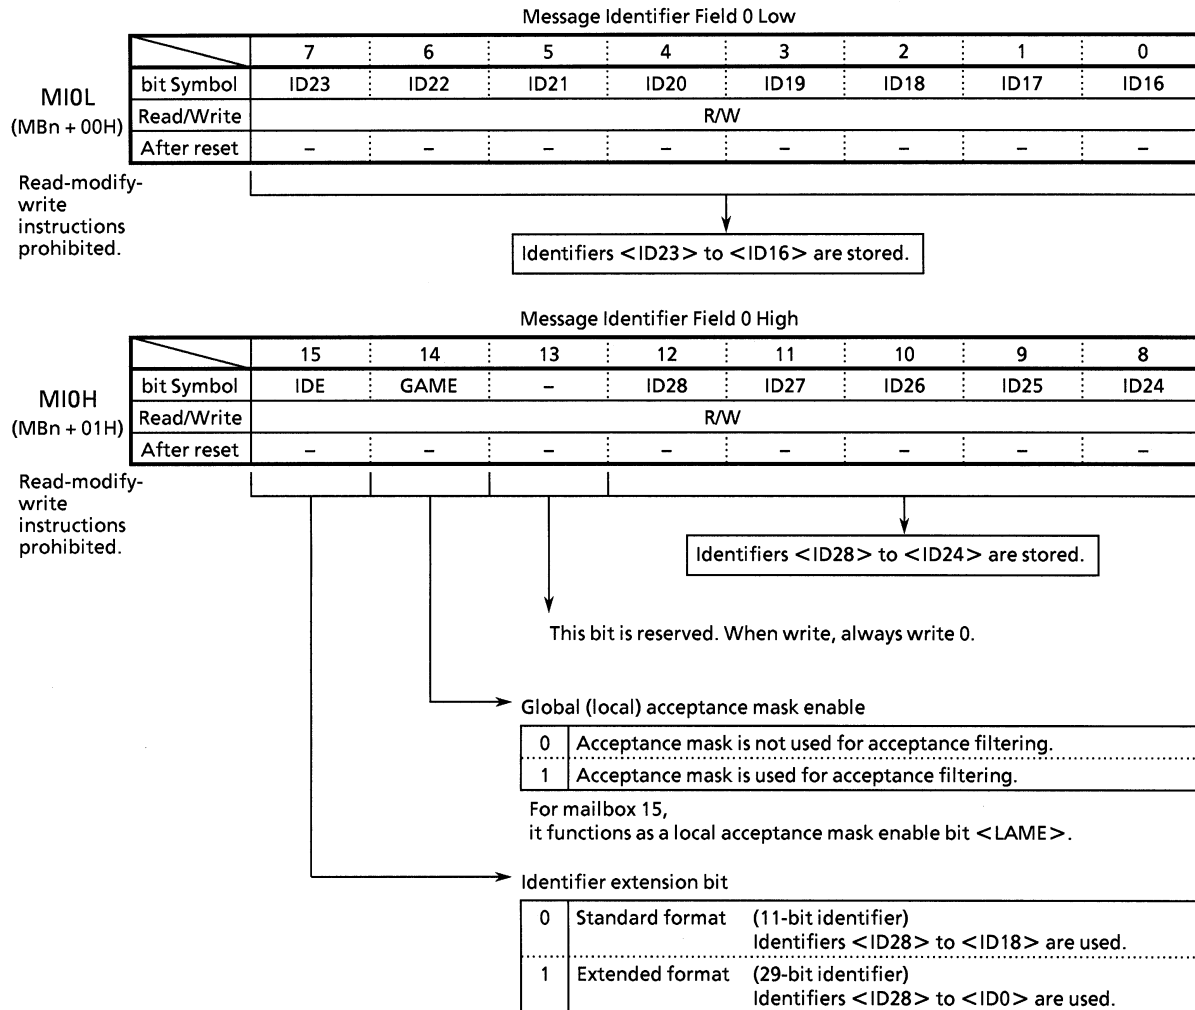 Message Identifier Field 0 Low
7 6 5 4 3 2 1 0
bit Symbol ID23 ID22 ID21 ID20 ID19 ID18 ID17 ID16
MI0L
(MBn + 00H)
Read/Write R/W
After reset – – – – – – – –
Read-modify-
write
instructions
prohibited.
Identifiers <ID23> to <ID16> are stored.
Message Identifier Field 0 High
15 14 13 12 11 10 9 8
bit Symbol IDE GAME – ID28 ID27 ID26 ID25 ID24
MI0H
(MBn + 01H)
Read/Write R/W
After reset – – – – – – – –
Read-modify-
write
instructions
prohibited.
Identifiers <ID28> to <ID24> are stored.
This bit is reserved. When write, always write 0.
Global (local) acceptance mask enable
0 Acceptance mask is not used for acceptance filtering.
1 Acceptance mask is used for acceptance filtering.
For mailbox 15,
it functions as a local acceptance mask enable bit <LAME>.
Identifier extension bit
0 Standard format (11-bit identifier)
Identifiers <ID28> to <ID18> are used.
1 Extended format (29-bit identifier)
Identifiers <ID28> to <ID0> are used.